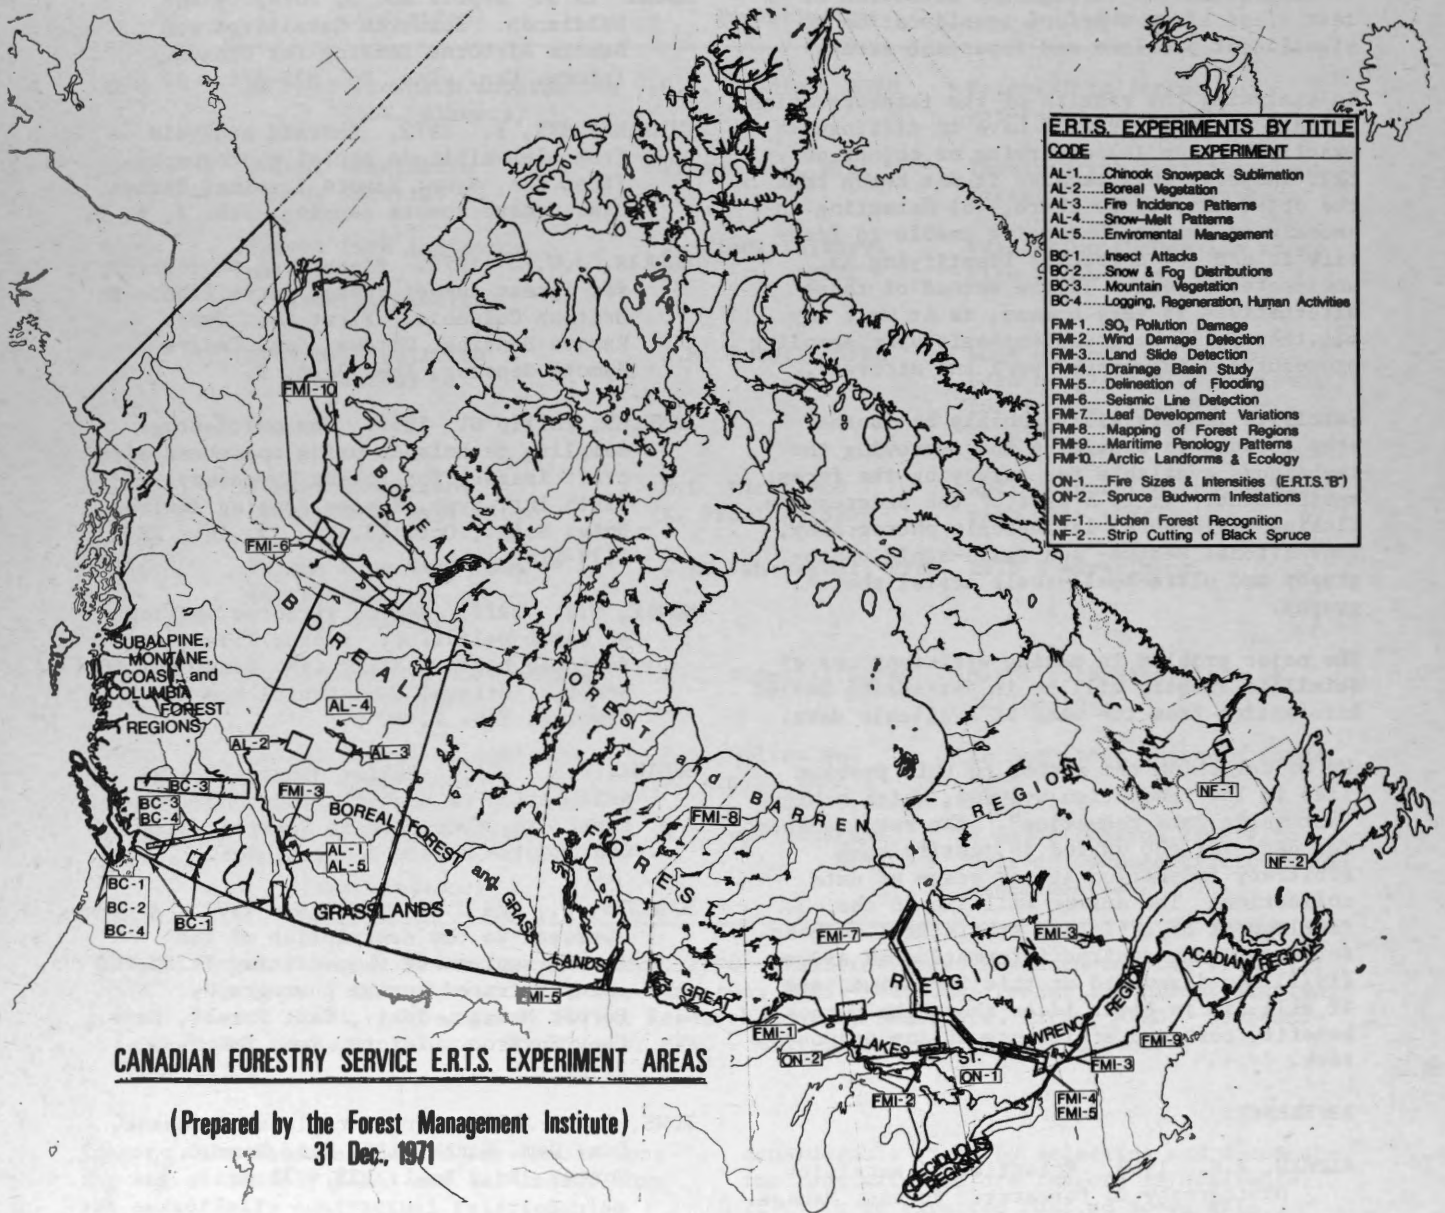 E.R.T.S. EXPERIMENTS BY TITLE
CODE EXPERIMENT
AL-1.....Chinook Snowpack Sublimation
AL-2.....Boreal Vegetation
AL-3.....Fire Incidence Patterns
AL-4.....Snow-Melt Patterns
AL-5.....Enviromental Management
BC-1.....Insect Attacks
BC-2.....Snow & Fog Distributions
BC-3.....Mountain Vegetation
BC-4.....Logging, Regeneration, Human Activities
FMI-1....SO₂ Pollution Damage
FMI-2....Wind Damage Detection
FMI-3....Land Slide Detection
FMI-4....Drainage Basin Study
FMI-5....Delineation of Flooding
FMI-6....Seismic Line Detection
FMI-7....Leaf Development Variations
FMI-8....Mapping of Forest Regions
FMI-9....Maritime Penology Patterns
FMI-10...Arctic Landforms & Ecology
ON-1.....Fire Sizes & Intensities (E.R.T.S."B")
ON-2.....Spruce Budworm Infestations
NF-1.....Lichen Forest Recognition
NF-2.....Strip Cutting of Black Spruce
FMI-10
BOREAL
FMI-6
BOREAL
SUBALPINE,
MONTANE,
COAST, and
COLUMBIA
FOREST
REGIONS
AL-4
AL-2
AL-3
FOREST
and
BARREN
REGION
BC-3
FMI-3
BC-3
BC-4
BOREAL FOREST
and GRASS
LANDS
FMI-8
FOREST
NF-1
AL-1
AL-5
NF-2
BC-1
BC-2
BC-4
BC-1
GRASSLANDS
FMI-7
FMI-3
ACADIAN REGION
FMI-5
REGION
GREAT
LAKES
ST.
LAWRENCE
REGION
FMI-1
ON-2
FMI-9
ON-1
FMI-3
FMI-2
FMI-4
FMI-5
DECIDUOUS
REGION
CANADIAN FORESTRY SERVICE E.R.T.S. EXPERIMENT AREAS
(Prepared by the Forest Management Institute)
31 Dec., 1971